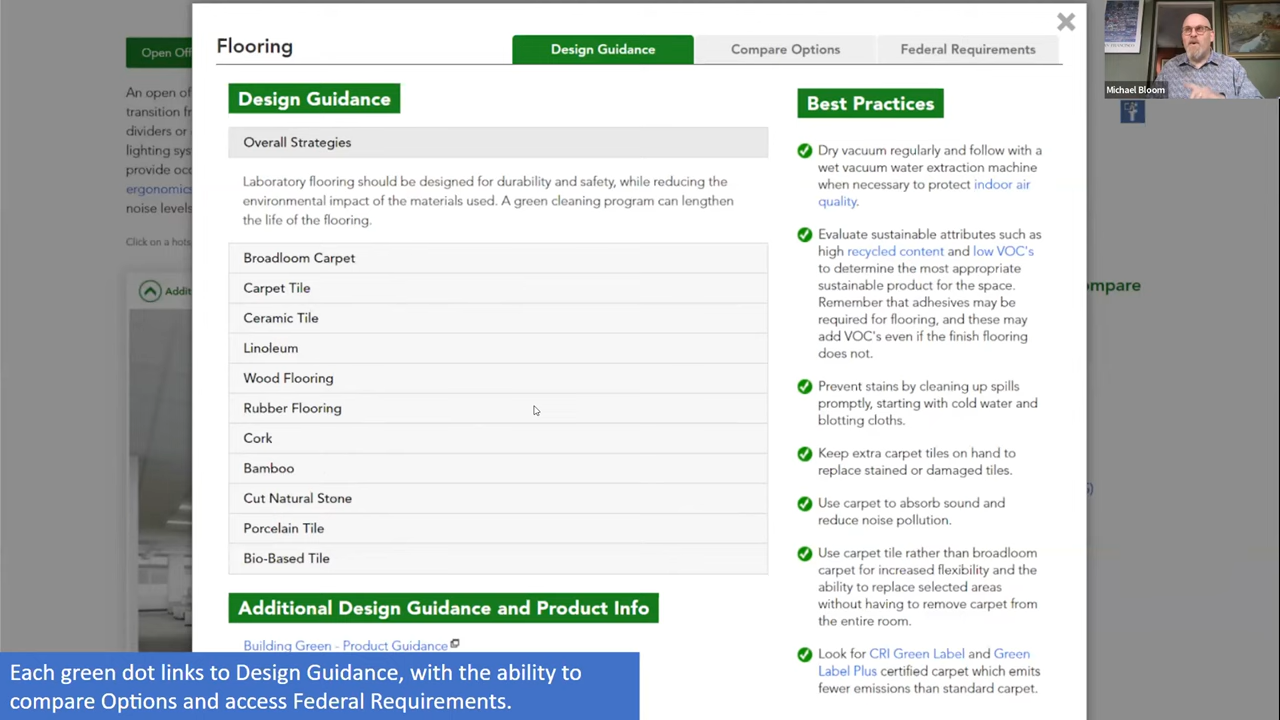 Flooring
Design Guidance
Compare Options
Federal Requirements
Michael Bloom
Open Off
An open of
transition fr
dividers or
lighting sys
provide occ
ergonomics
noise levels
Click on a hots
Addit
mpare
Design Guidance
Overall Strategies
Laboratory flooring should be designed for durability and safety, while reducing the
environmental impact of the materials used. A green cleaning program can lengthen
the life of the flooring.
Broadloom Carpet
Carpet Tile
Ceramic Tile
Linoleum
Wood Flooring
Rubber Flooring
Cork
Bamboo
Cut Natural Stone
Porcelain Tile
Bio-Based Tile
Additional Design Guidance and Product Info
Building Green - Product Guidance
Best Practices
Dry vacuum regularly and follow with a
wet vacuum water extraction machine
when necessary to protect indoor air
quality.
Evaluate sustainable attributes such as
high recycled content and low VOC's
to determine the most appropriate
sustainable product for the space.
Remember that adhesives may be
required for flooring, and these may
add VOC's even if the finish flooring
does not.
Prevent stains by cleaning up spills
promptly, starting with cold water and
blotting cloths.
Keep extra carpet tiles on hand to
replace stained or damaged tiles.
Use carpet to absorb sound and
reduce noise pollution.
Use carpet tile rather than broadloom
carpet for increased flexibility and the
ability to replace selected areas
without having to remove carpet from
the entire room.
Look for CRI Green Label and Green
Label Plus certified carpet which emits
fewer emissions than standard carpet.
Each green dot links to Design Guidance, with the ability to
compare Options and access Federal Requirements.